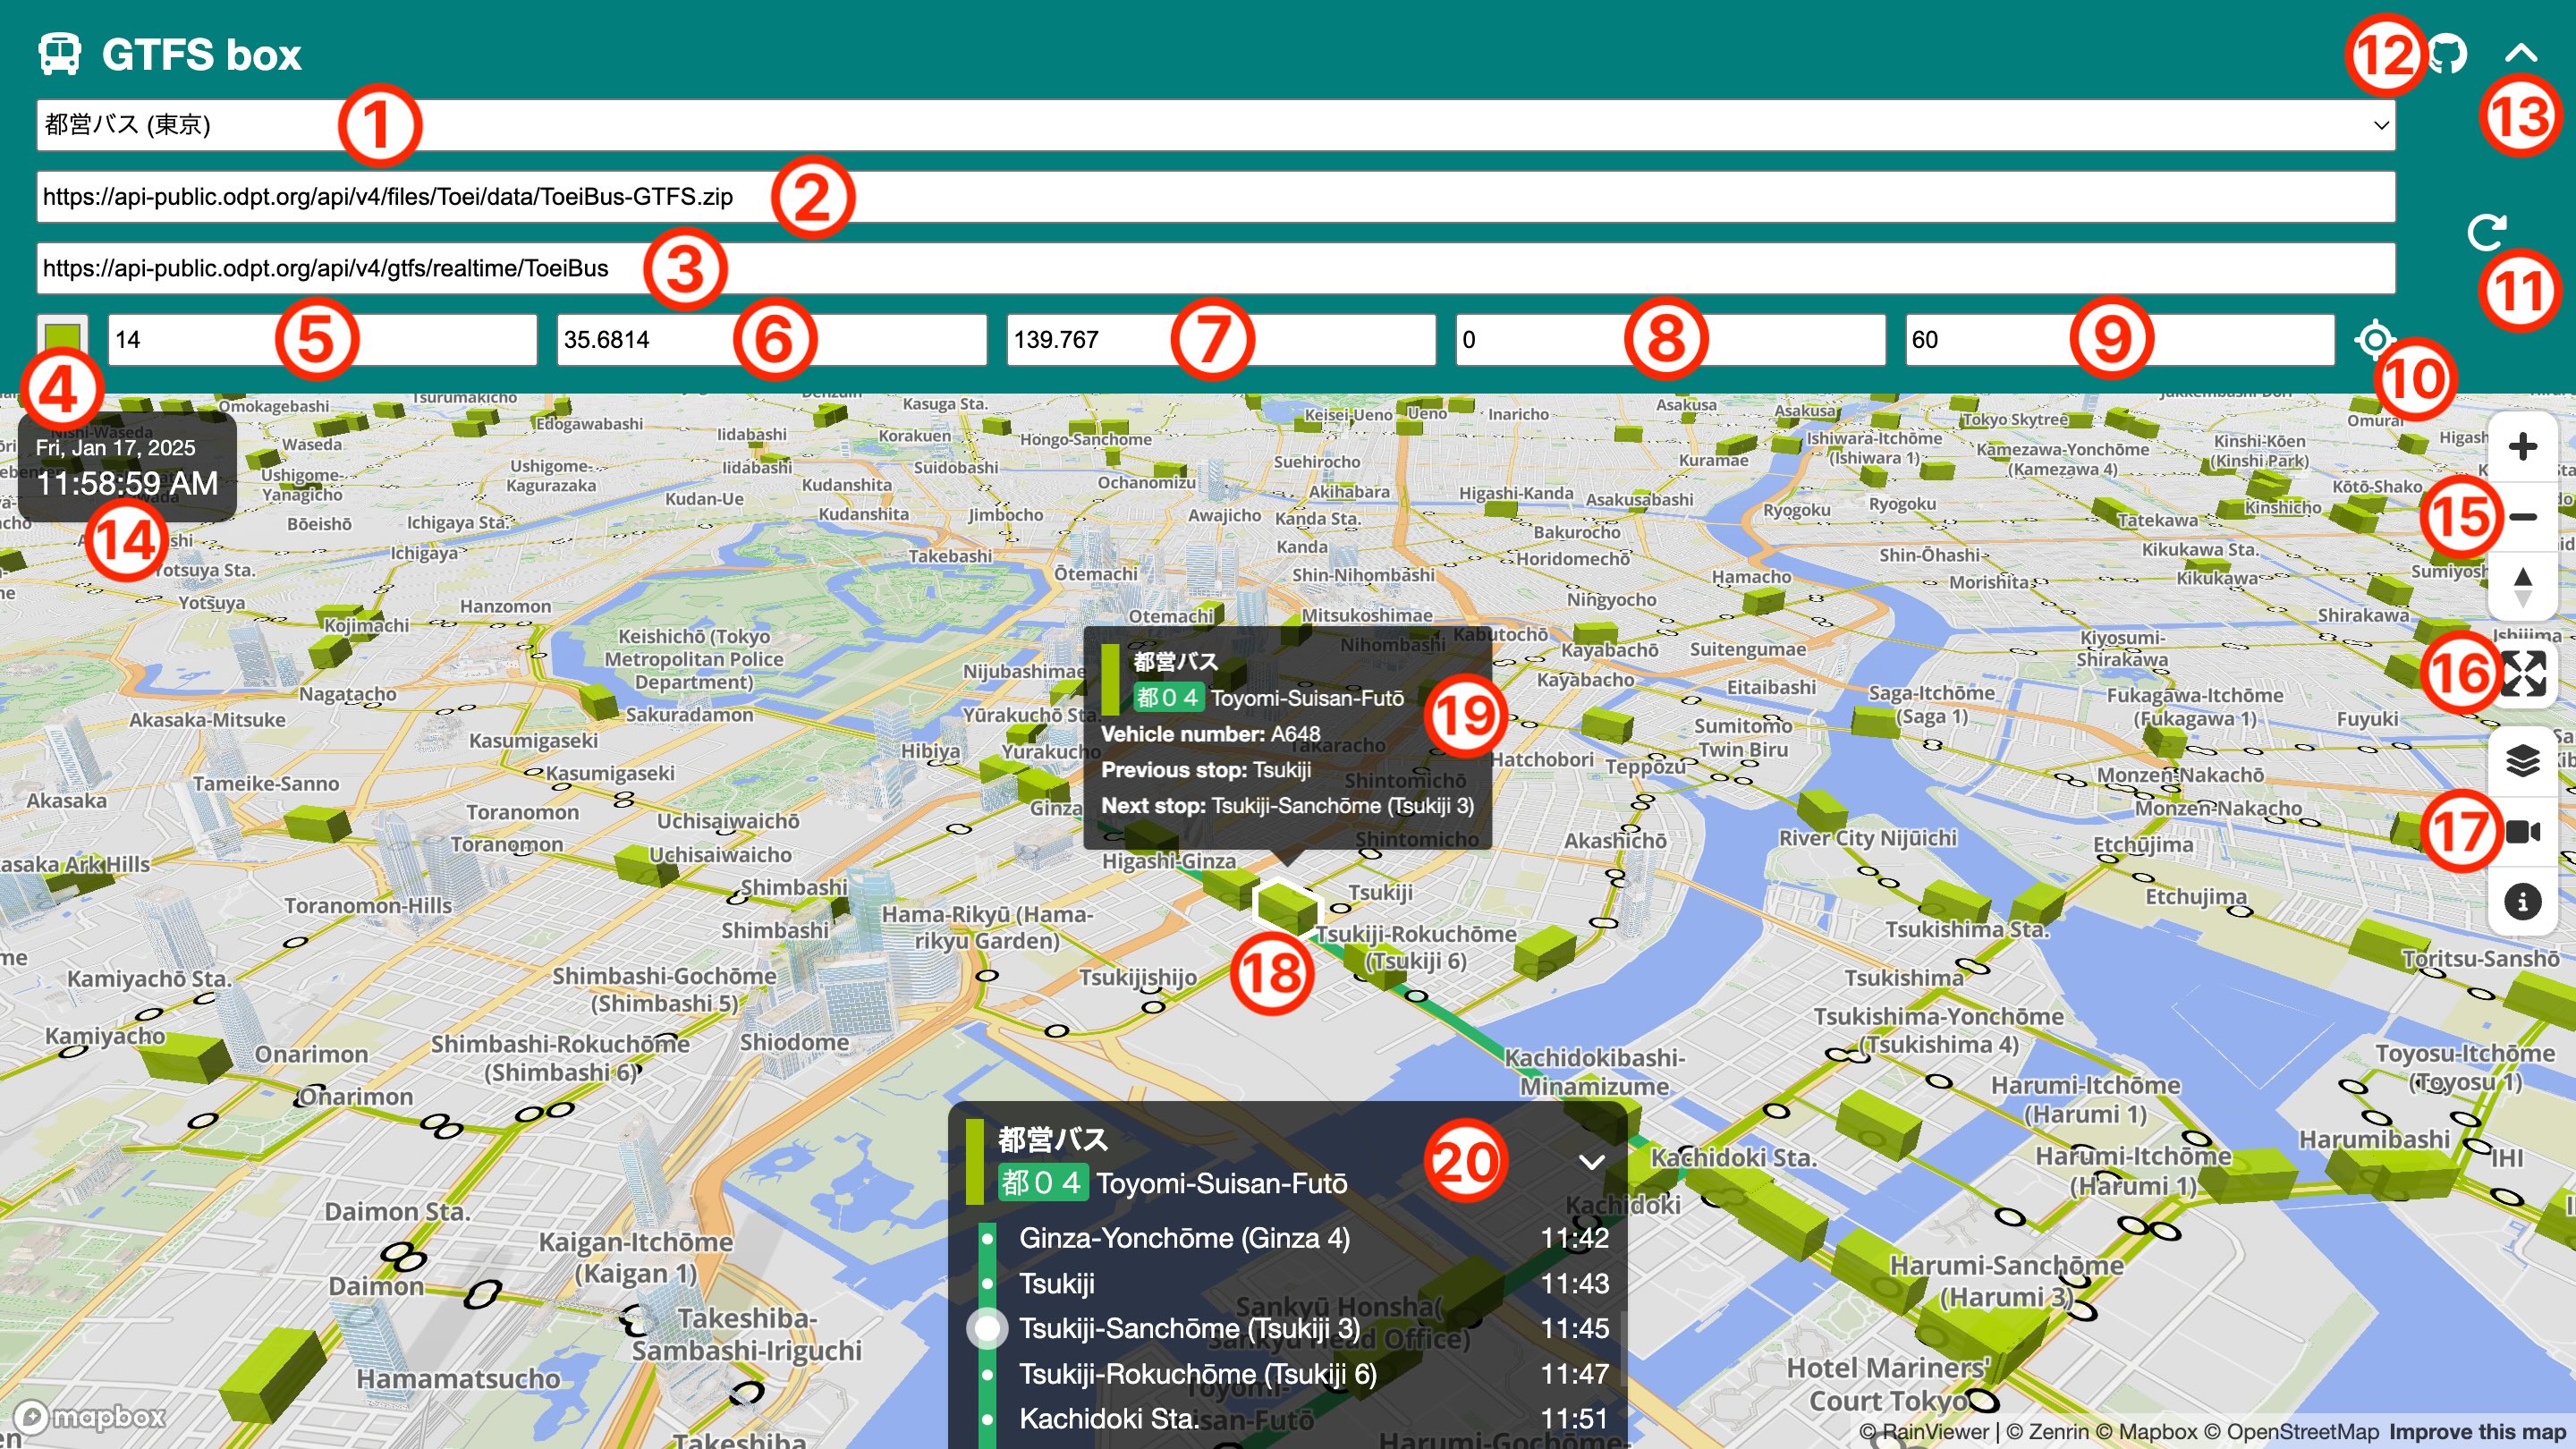 GTFS box
12
13
都営バス (東京)
1
https://api-public.odpt.org/api/v4/files/Toei/data/ToeiBus-GTFS.zip
2
https://api-public.odpt.org/api/v4/gtfs/realtime/ToeiBus
3
11
4
14
5
35.6814
6
139.767
7
0
8
60
9
10
Fri, Jan 17, 2025
11:58:59 AM
14
15
16
17
Omokagebashi
Tsurumakicho
Edogawabashi
Waseda
Ushigome-
Yanagicho
Bōeishō
Iidabashi
Iidabashi
Ushigome-
Kagurazaka
Ichigaya Sta.
Ichigaya
Yotsuya Sta.
Yotsuya
Kasuga Sta.
Korakuen
Hongo-Sanchome
Suidobashi
Kudanshita
Kudanshita
Kudan-Ue
Jimbocho
Ochanomizu
Awajicho
Takebashi
Keisei-Ueno
Ueno
Inaricho
Suehirocho
Akihabara
Kanda Sta.
Kanda
Shin-Nihombashi
Asakusa
Asakusa
Kuramae
Higashi-Kanda
Asakusabashi
Bakurocho
Horidomechō
Ryogoku
Ryogoku
Tokyo Skytree
Ishiwara-Itchōme
(Ishiwara 1)
Kamezawa-Yonchōme
(Kamezawa 4)
Kinshi-Kōen
(Kinshi Park)
Omurai
Kōtō-Shako
Kinshicho
Tatekawa
Kikukawa Sta.
Kikukawa
Shin-Ōhashi
Morishita
Hamacho
Ningyocho
Shirakawa
Kiyosumi-
Shirakawa
Hanzomon
Kojimachi
Nagatacho
Akasaka-Mitsuke
Keishichō (Tokyo
Metropolitan Police
Department)
Sakuradamon
Kasumigaseki
Kasumigaseki
Ōtemachi
Otemachi
Mitsukoshimae
Nihombashi
Kabutochō
Kayabachō
Kayabacho
Suitengumae
Eitaibashi
Nijubashimae
Yūrakuchō Sta.
Yurakucho
Hibiya
Ginza
Takaracho
Shintomichō
Shintomicho
Higashi-Ginza
Hatchobori
Teppōzu
Sumitomo
Twin Biru
Akashichō
Saga-Itchōme
(Saga 1)
Fukagawa-Itchōme
(Fukagawa 1)
Fuyuki
Monzen-Nakachō
Monzen-Nakacho
River City Nijūichi
Etchūjima
Etchujima
都営バス
都04 Toyomi-Suisan-Futō
Vehicle number: A648
Previous stop: Tsukiji
Next stop: Tsukiji-Sanchōme (Tsukiji 3)
19
18
Tameike-Sanno
Akasaka
Toranomon
Toranomon
Toranomon-Hills
Uchisaiwaichō
Uchisaiwaicho
Shimbashi
Shimbashi
Hama-Rikyū (Hama-
rikyu Garden)
Tsukiji
Tsukiji-Rokuchōme
(Tsukiji 6)
Tsukijishijo
Kamiyachō Sta.
Kamiyacho
Onarimon
Onarimon
Shimbashi-Gochōme
(Shimbashi 5)
Shimbashi-Rokuchōme
(Shimbashi 6)
Shiodome
Tsukishima Sta.
Tsukishima
Tsukishima-Yonchōme
(Tsukishima 4)
Toritsu-Sanshō
Toyosu-Itchōme
(Toyosu 1)
Kachidokibashi-
Minamizume
Kachidoki Sta.
Kachidoki
Harumi-Itchōme
(Harumi 1)
Harumi-Itchōme
(Harumi 1)
Harumibashi
IHI
Harumi-Sanchōme
(Harumi 3)
Hotel Mariners'
Court Tokyo
Daimon Sta.
Daimon
Hamamatsucho
Kaigan-Itchōme
(Kaigan 1)
Takeshiba-
Sambashi-Iriguchi
Takeshiba
都営バス
都04 Toyomi-Suisan-Futō
20
Ginza-Yonchōme (Ginza 4) 11:42
Tsukiji 11:43
Tsukiji-Sanchōme (Tsukiji 3) 11:45
Tsukiji-Rokuchōme (Tsukiji 6) 11:47
Kachidoki Sta. 11:51
Sankyū Honsha(
Sankyu Head Office)
mapbox
© RainViewer | © Zenrin © Mapbox © OpenStreetMap Improve this map